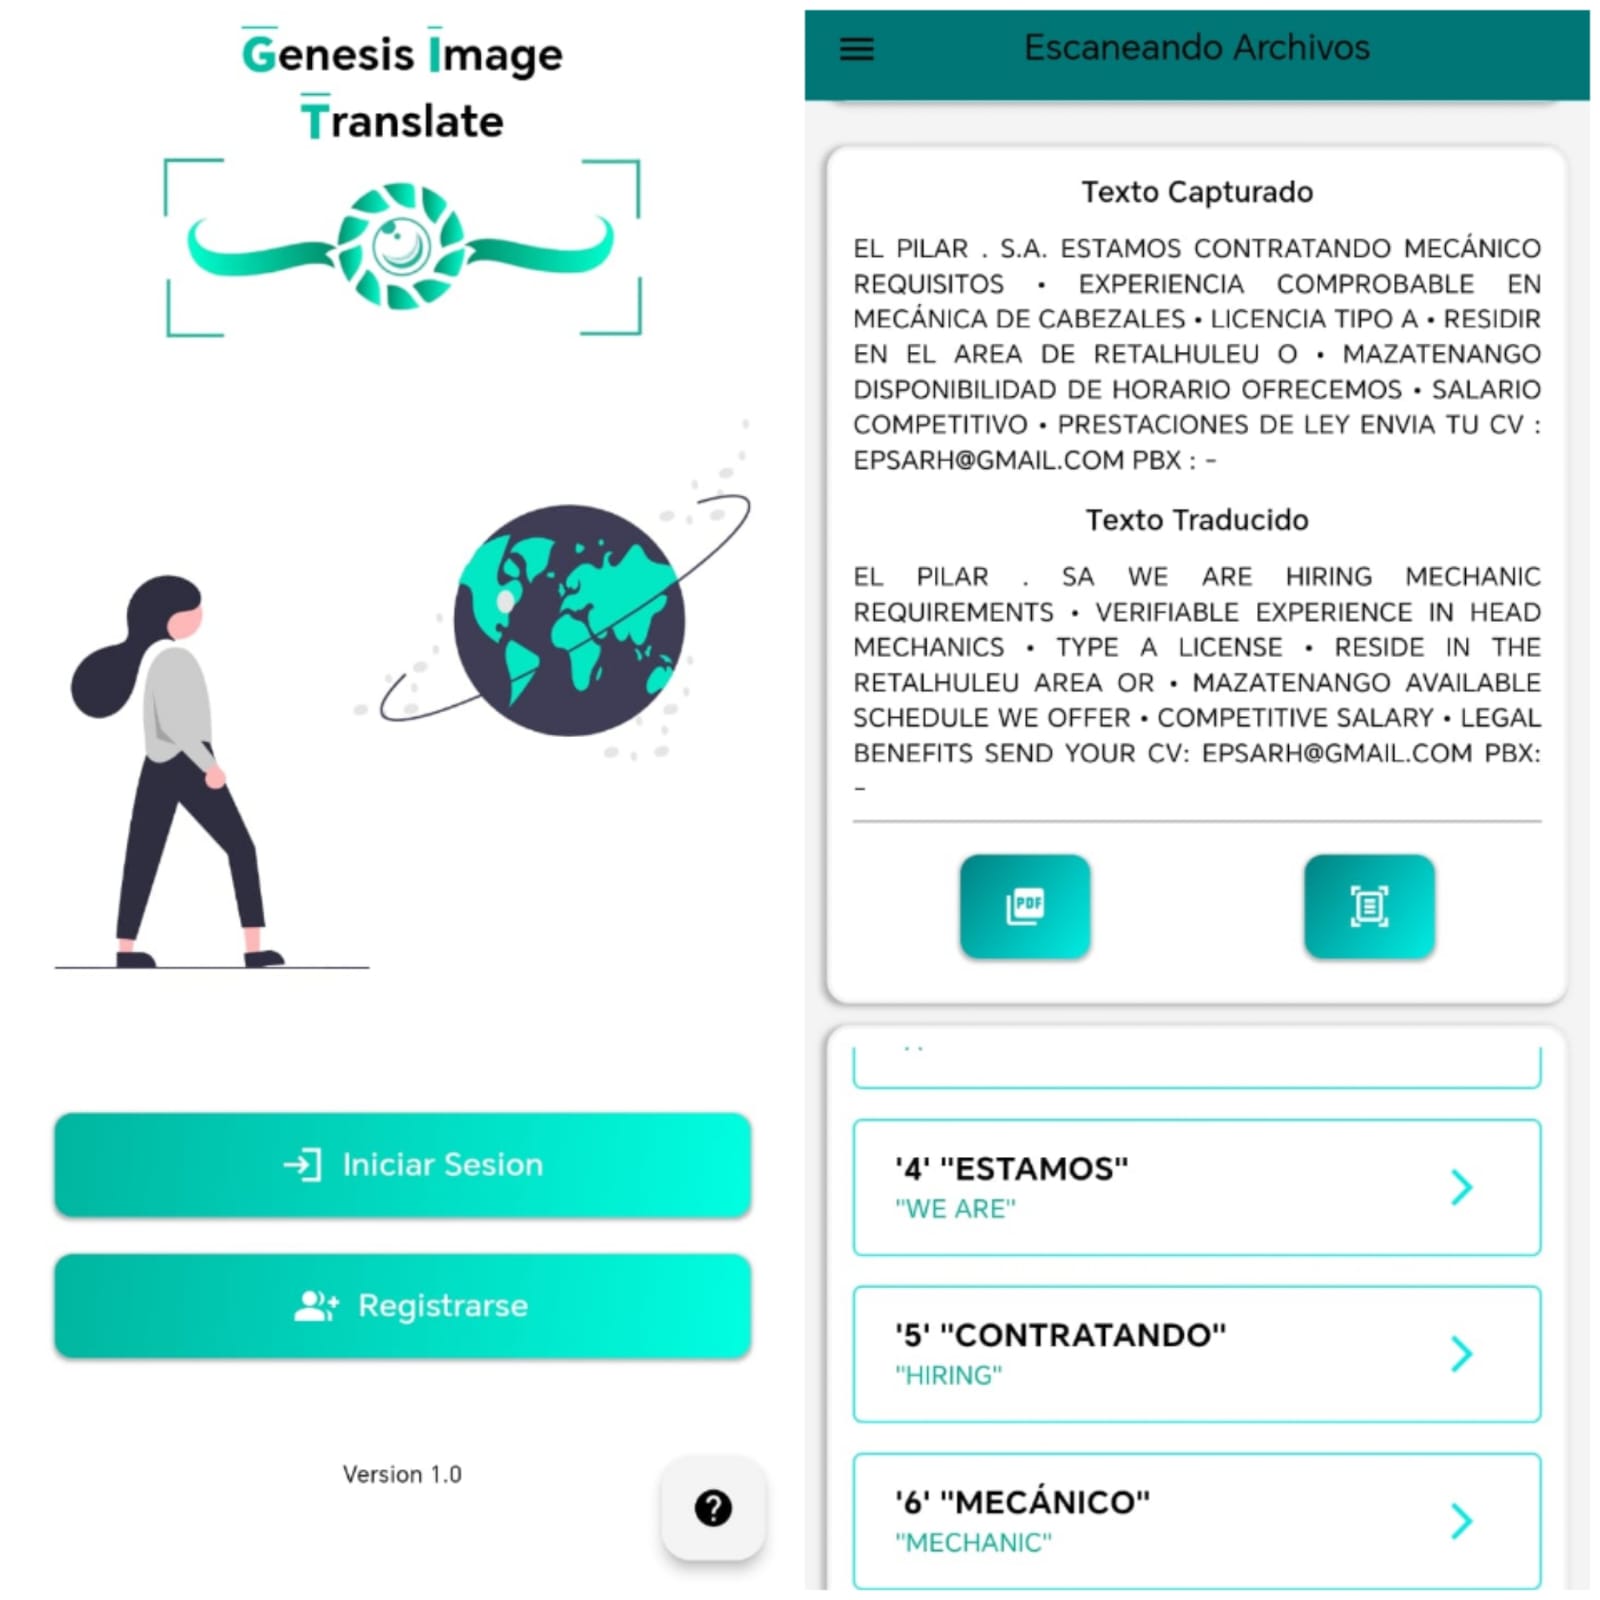 Genesis Image
Translate
Iniciar Sesion
Registrarse
Version 1.0
Escaneando Archivos
Texto Capturado
EL PILAR . S.A. ESTAMOS CONTRATANDO MECÁNICO
REQUISITOS • EXPERIENCIA COMPROBABLE EN
MECÁNICA DE CABEZALES • LICENCIA TIPO A • RESIDIR
EN EL AREA DE RETALHULEU O • MAZATENANGO
DISPONIBILIDAD DE HORARIO OFRECEMOS • SALARIO
COMPETITIVO • PRESTACIONES DE LEY ENVIA TU CV :
EPSARH@GMAIL.COM PBX : -
Texto Traducido
EL PILAR . SA WE ARE HIRING MECHANIC
REQUIREMENTS • VERIFIABLE EXPERIENCE IN HEAD
MECHANICS • TYPE A LICENSE • RESIDE IN THE
RETALHULEU AREA OR • MAZATENANGO AVAILABLE
SCHEDULE WE OFFER • COMPETITIVE SALARY • LEGAL
BENEFITS SEND YOUR CV: EPSARH@GMAIL.COM PBX:
-
PDF
'4' "ESTAMOS"
"WE ARE"
'5' "CONTRATANDO"
"HIRING"
'6' "MECÁNICO"
"MECHANIC"